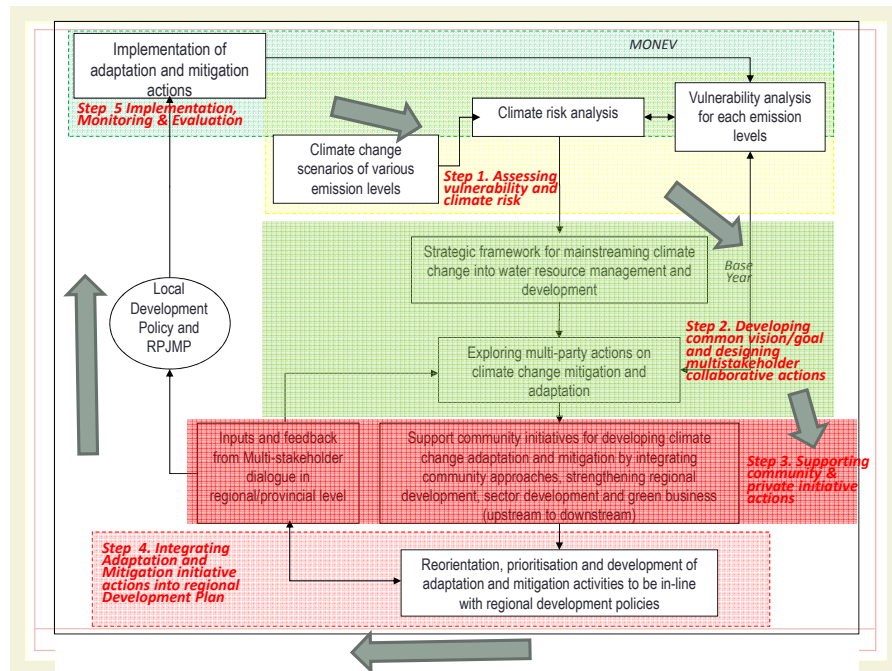 Implementation of
adaptation and mitigation
actions
MONEV
Step 5 Implementation,
Monitoring & Evaluation
Climate risk analysis
Vulnerability analysis
for each emission
levels
Climate change
scenarios of various
emission levels
Step 1. Assessing
vulnerability and
climate risk
Strategic framework for mainstreaming climate
change into water resource management and
development
Base
Year
Local
Development
Policy and
RPJMP
Step 2. Developing
common vision/goal
and designing
multistakeholder
collaborative actions
Exploring multi-party actions on
climate change mitigation and
adaptation
Inputs and feedback
from Multi-stakeholder
dialogue in
regional/provincial level
Support community initiatives for developing climate
change adaptation and mitigation by integrating
community approaches, strengthening regional
development, sector development and green business
(upstream to downstream)
Step 3. Supporting
community &
private initiative
actions
Step 4. Integrating
Adaptation and
Mitigation initiative
actions into regional
Development Plan
Reorientation, prioritisation and development of
adaptation and mitigation activities to be in-line
with regional development policies